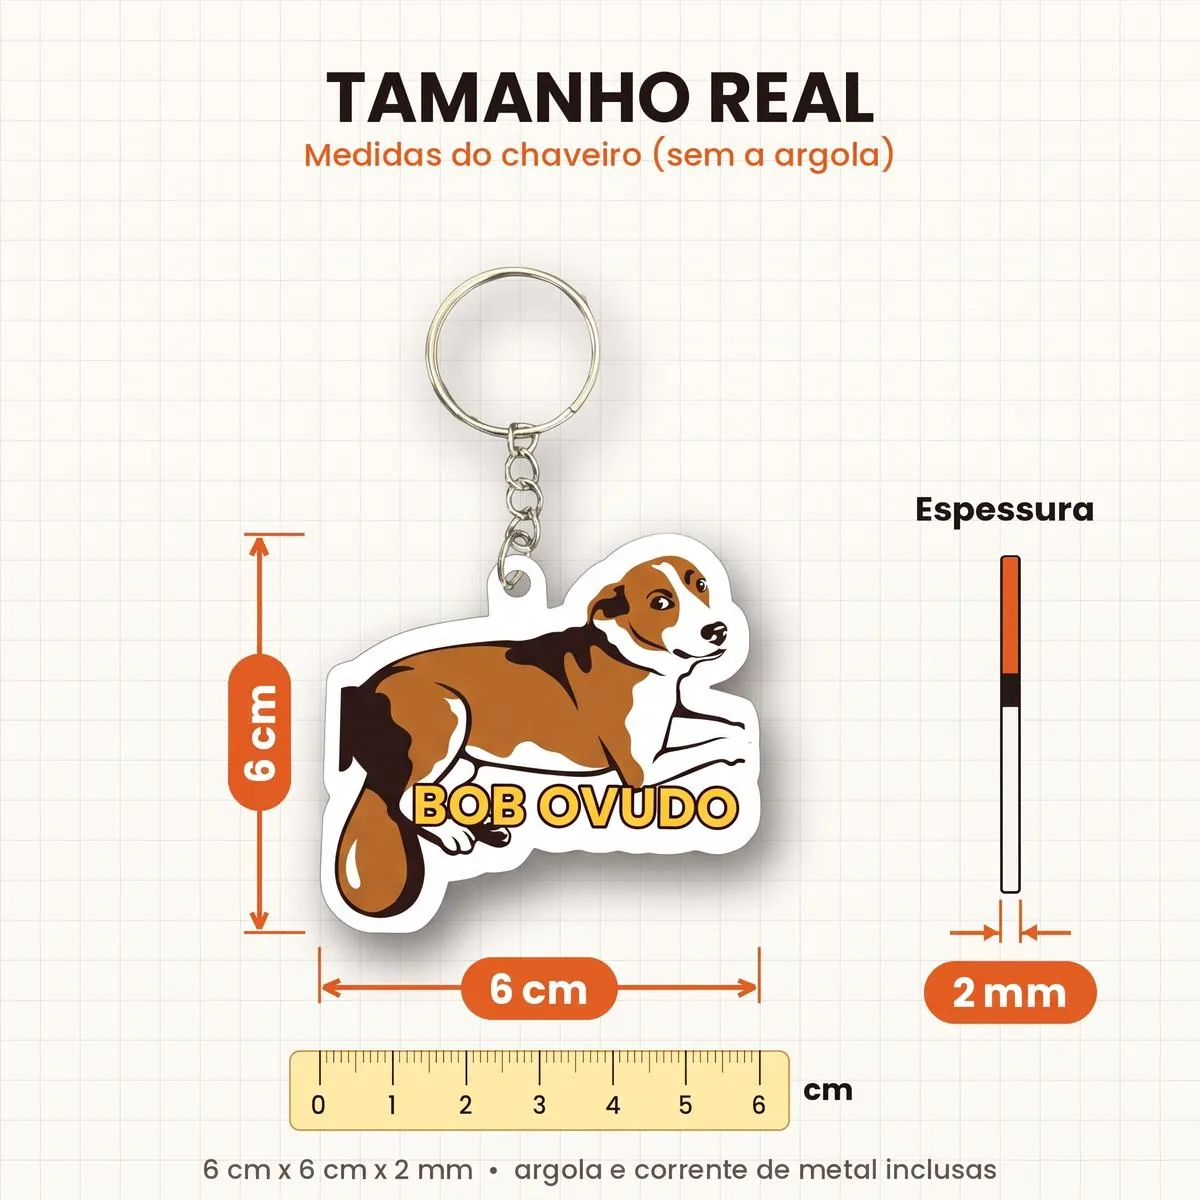 TAMANHO REAL
Medidas do chaveiro (sem a argola)
Espessura
6 cm
BOB OVUDO
6 cm
2 mm
0 1 2 3 4 5 6
cm
6 cm x 6 cm x 2 mm • argola e corrente de metal inclusas